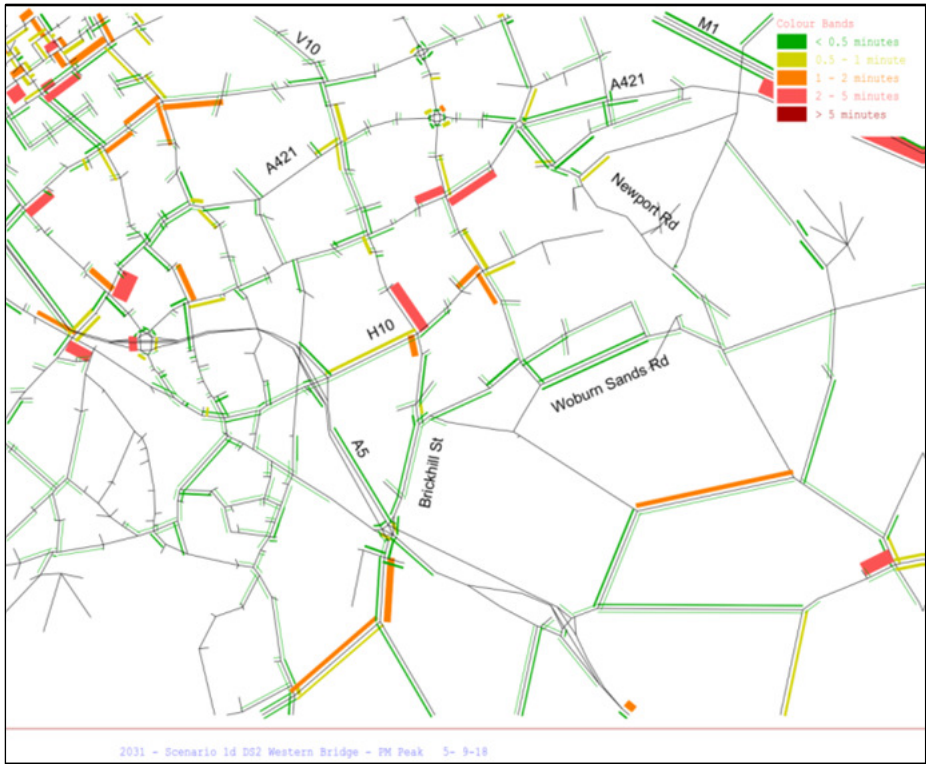 V10
M1
Colour Bands
< 0.5 minutes
0.5 - 1 minute
1 - 2 minutes
2 - 5 minutes
> 5 minutes
A421
A421
Newport Rd
H10
Woburn Sands Rd
A5
Brickhill St
2031 - Scenario 1d DS2 Western Bridge - PM Peak 5- 9-18